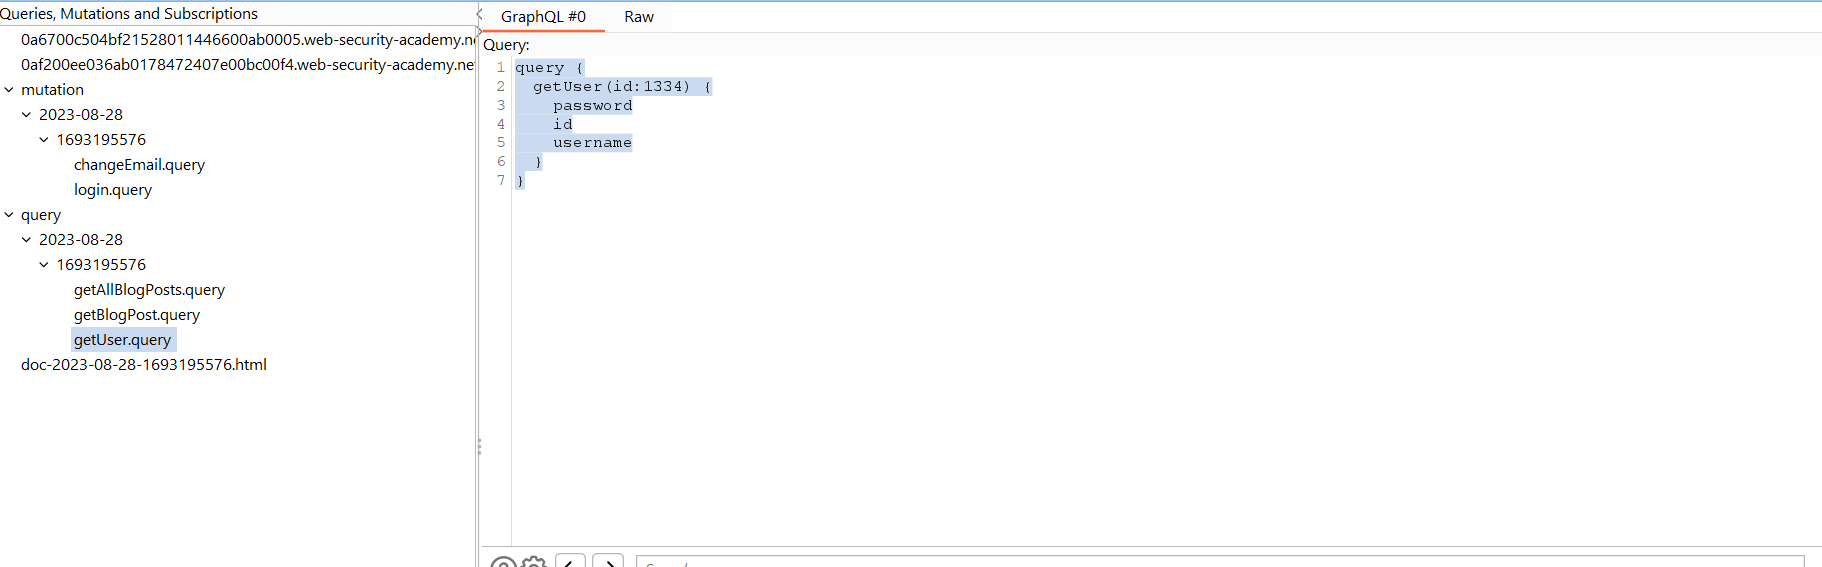 Queries, Mutations and Subscriptions
0a6700c504bf21528011446600ab0005.web-security-academy.ne
0af200ee036ab0178472407e00bc00f4.web-security-academy.ne
mutation
2023-08-28
1693195576
changeEmail.query
login.query
query
2023-08-28
1693195576
getAllBlogPosts.query
getBlogPost.query
getUser.query
doc-2023-08-28-1693195576.html
GraphQL #0 Raw
Query:
1 query {
2 getUser(id:1334) {
3 password
4 id
5 username
6 }
7 }